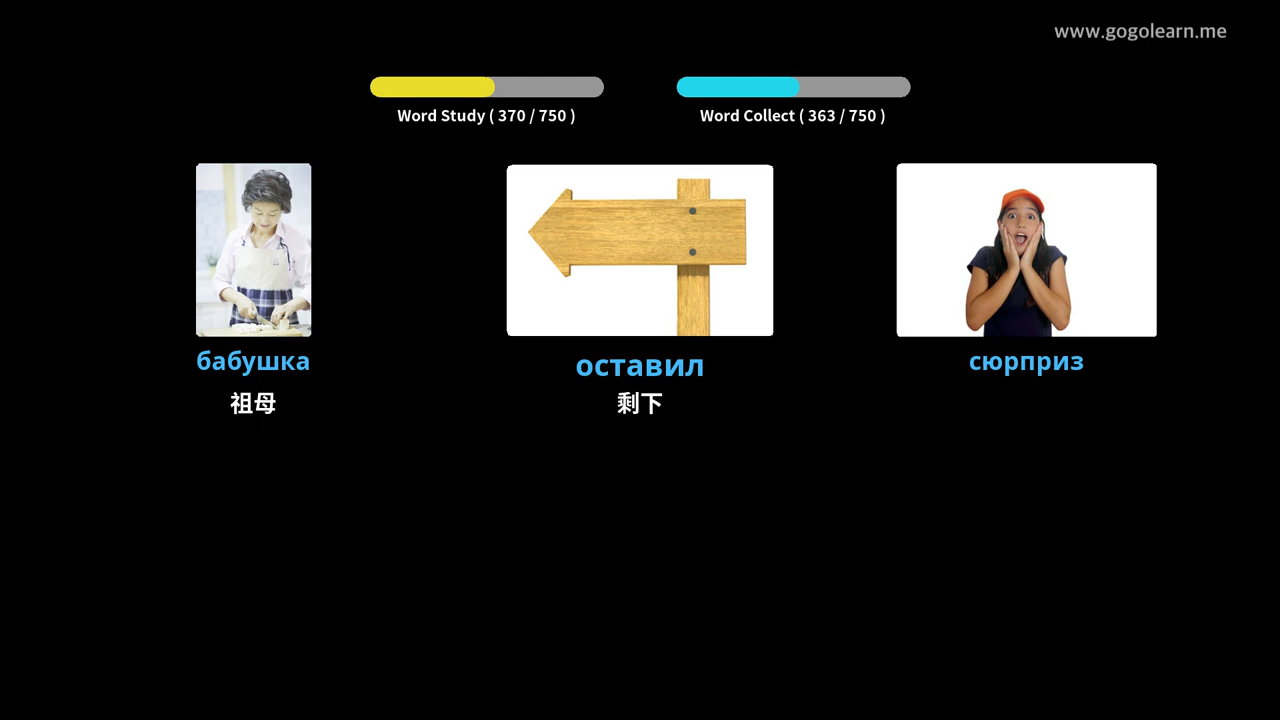 www.gogolearn.me
Word Study ( 370 / 750 )
Word Collect ( 363 / 750 )
бабушка
祖母
оставил
剩下
сюрприз